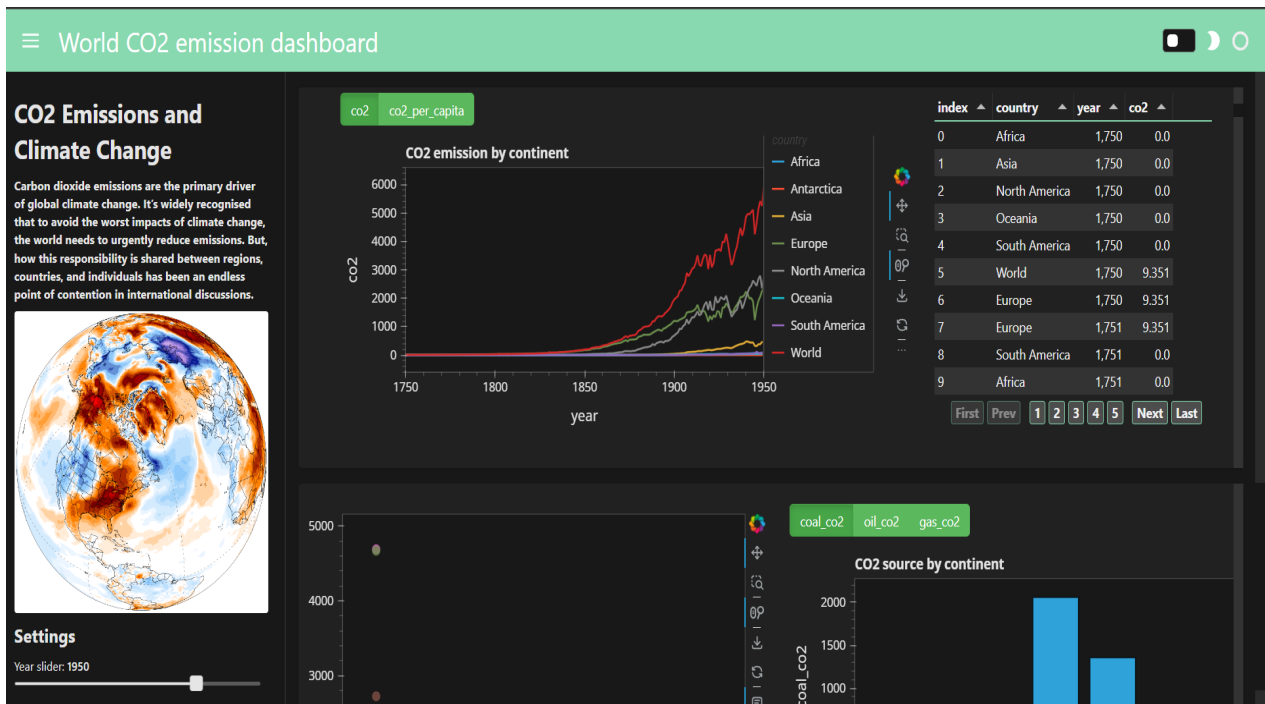 World CO2 emission dashboard
CO2 Emissions and
Climate Change
Carbon dioxide emissions are the primary driver
of global climate change. It's widely recognised
that to avoid the worst impacts of climate change,
the world needs to urgently reduce emissions. But,
how this responsibility is shared between regions,
countries, and individuals has been an endless
point of contention in international discussions.
Settings
Year slider: 1950
co2 co2_per_capita
CO2 emission by continent
co2
6000
5000
4000
3000
2000
1000
0
1750 1800 1850 1900 1950
year
country
Africa
Antarctica
Asia
Europe
North America
Oceania
South America
World
index country year co2
0 Africa 1,750 0.0
1 Asia 1,750 0.0
2 North America 1,750 0.0
3 Oceania 1,750 0.0
4 South America 1,750 0.0
5 World 1,750 9.351
6 Europe 1,750 9.351
7 Europe 1,751 9.351
8 South America 1,751 0.0
9 Africa 1,751 0.0
First Prev 1 2 3 4 5 Next Last
5000
4000
3000
coal_co2 oil_co2 gas_co2
CO2 source by continent
coal_co2
2000
1500
1000